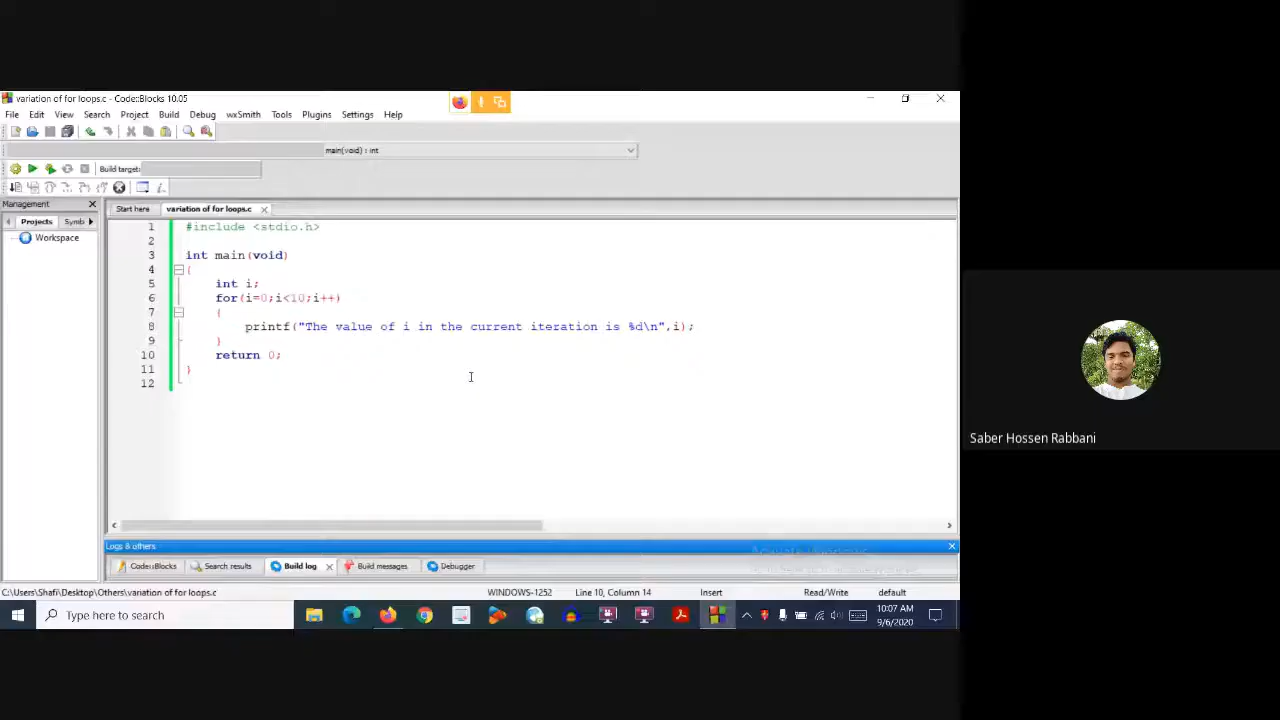 variation of for loops.c - Code::Blocks 10.05
File Edit View Search Project Build Debug wxSmith Tools Plugins Settings Help
main(void) : int
Build target:
Management
Projects Symb
Workspace
Start here variation of for loops.c
1 #include <stdio.h>
2
3 int main(void)
4 {
5 int i;
6 for(i=0;i<10;i++)
7 {
8 printf("The value of i in the current iteration is %d\n",i);
9 }
10 return 0;
11 }
12
Saber Hossen Rabbani
Logs & others
Activate Windows
Code::Blocks Search results Build log Build messages Debugger
C:\Users\Shafi\Desktop\Others\variation of for loops.c WINDOWS-1252 Line 10, Column 14 Insert Read/Write default
Type here to search
10:07 AM
9/6/2020